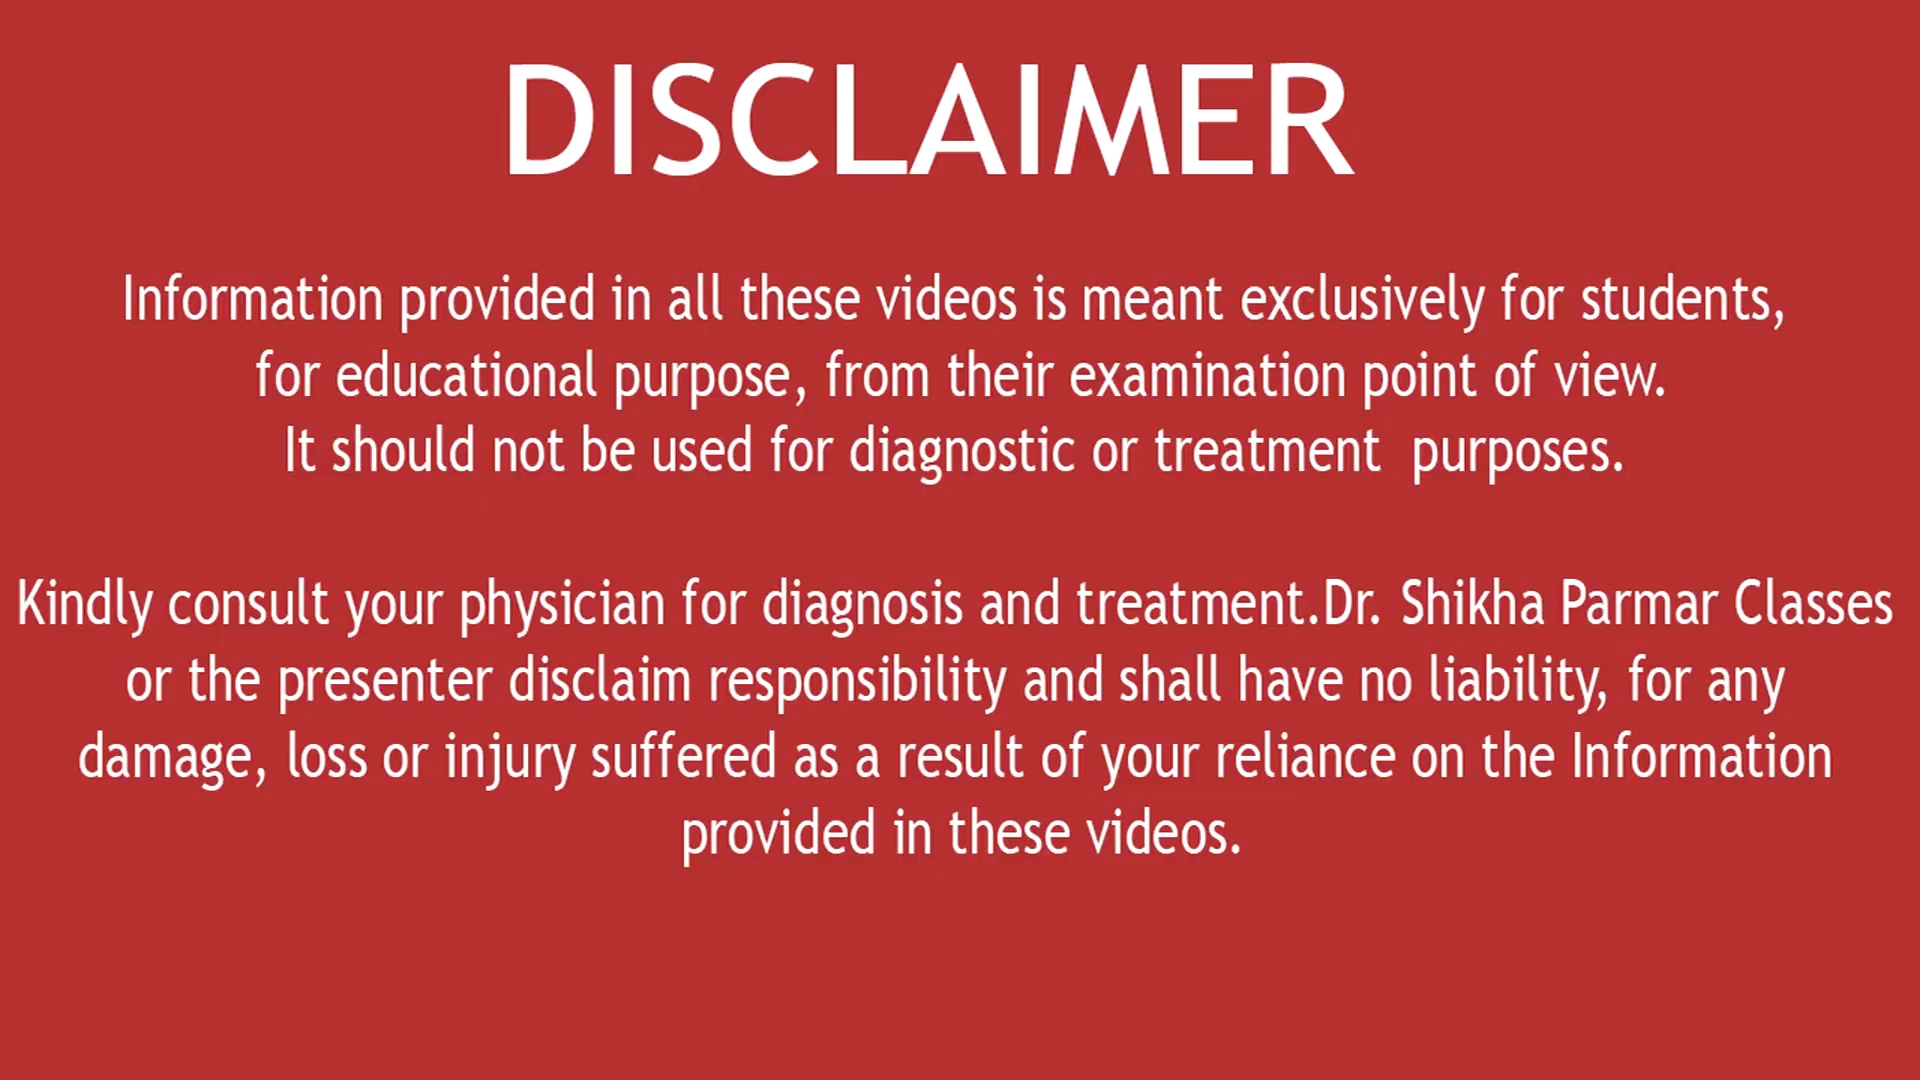 DISCLAIMER
Information provided in all these videos is meant exclusively for students,
for educational purpose, from their examination point of view.
It should not be used for diagnostic or treatment  purposes.
Kindly consult your physician for diagnosis and treatment.Dr. Shikha Parmar Classes
or the presenter disclaim responsibility and shall have no liability, for any
damage, loss or injury suffered as a result of your reliance on the Information
provided in these videos.